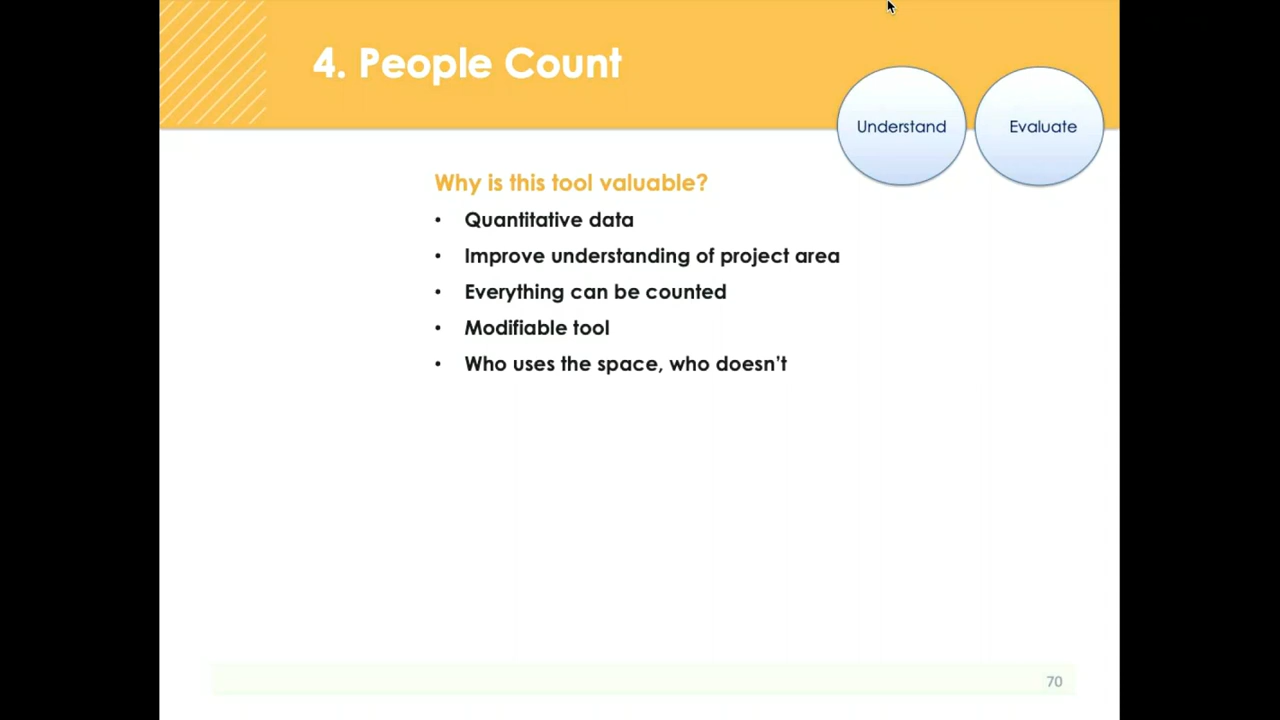 4. People Count
Understand
Evaluate
Why is this tool valuable?
• Quantitative data
• Improve understanding of project area
• Everything can be counted
• Modifiable tool
• Who uses the space, who doesn’t
70